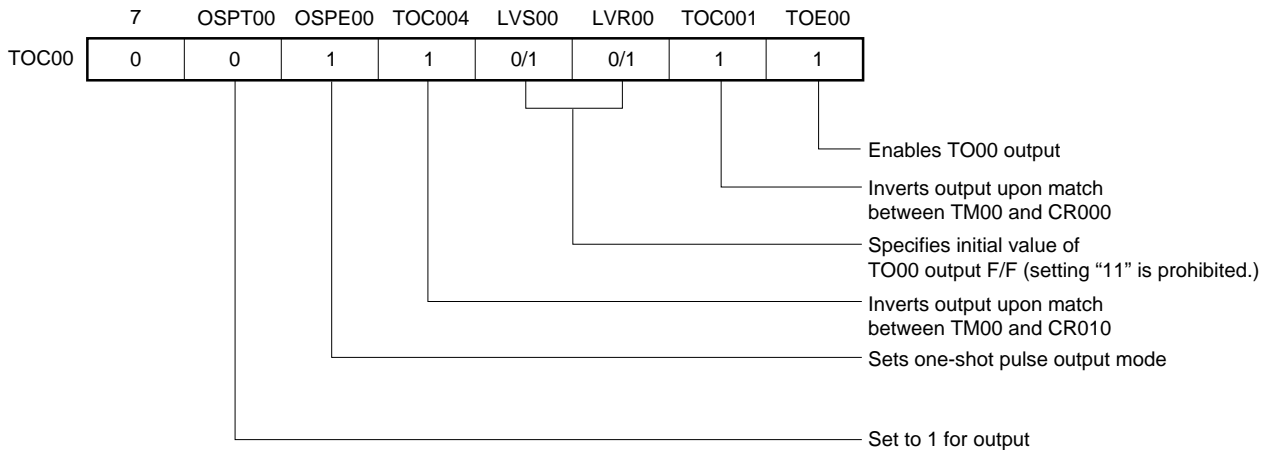 7 OSPT00 OSPE00 TOC004 LVS00 LVR00 TOC001 TOE00
TOC00 0 0 1 1 0/1 0/1 1 1
Enables TO00 output
Inverts output upon match
between TM00 and CR000
Specifies initial value of
TO00 output F/F (setting “11” is prohibited.)
Inverts output upon match
between TM00 and CR010
Sets one-shot pulse output mode
Set to 1 for output